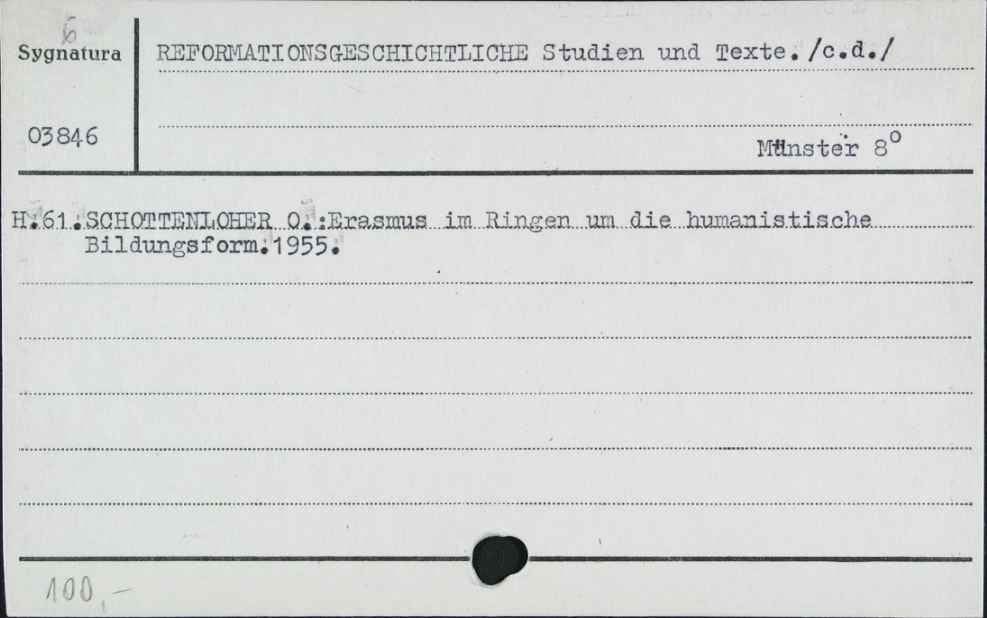 6
Sygnatura
REFORMATIONSGESCHICHTLICHE Studien und Texte./c.d./
03846
Münster 8°
H.61.SCHOTTENLOHER O.:Erasmus im Ringen um die humanistische
Bildungsform.1955.
100,-